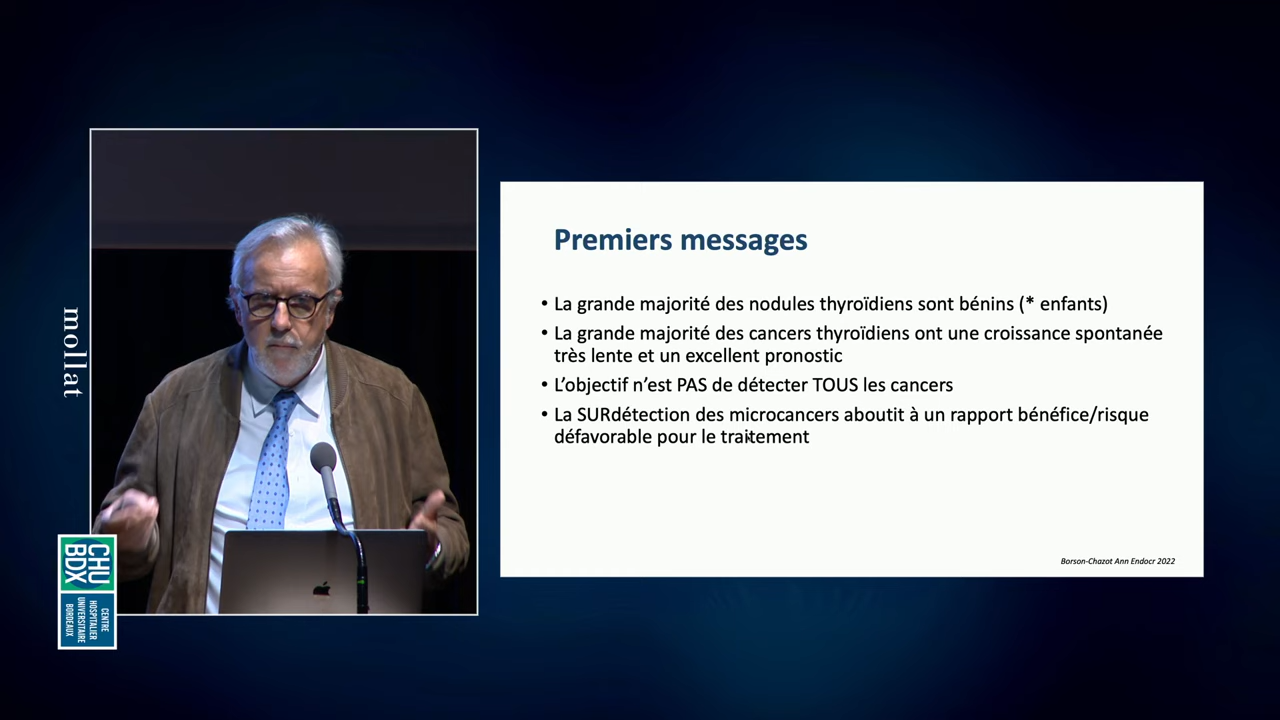 mollat
CHU
BDX
CENTRE
HOSPITALIER
UNIVERSITAIRE
BORDEAUX
Premiers messages
• La grande majorité des nodules thyroïdiens sont bénins (* enfants)
• La grande majorité des cancers thyroïdiens ont une croissance spontanée
très lente et un excellent pronostic
• L’objectif n’est PAS de détecter TOUS les cancers
• La SURdétection des microcancers aboutit à un rapport bénéfice/risque
défavorable pour le traitement
Borson-Chazot Ann Endocr 2022